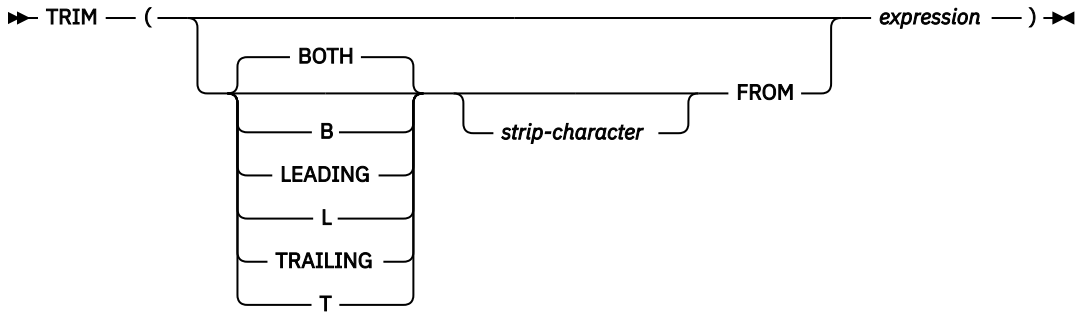 TRIM ( expression )
BOTH
FROM
B
strip-character
LEADING
L
TRAILING
T